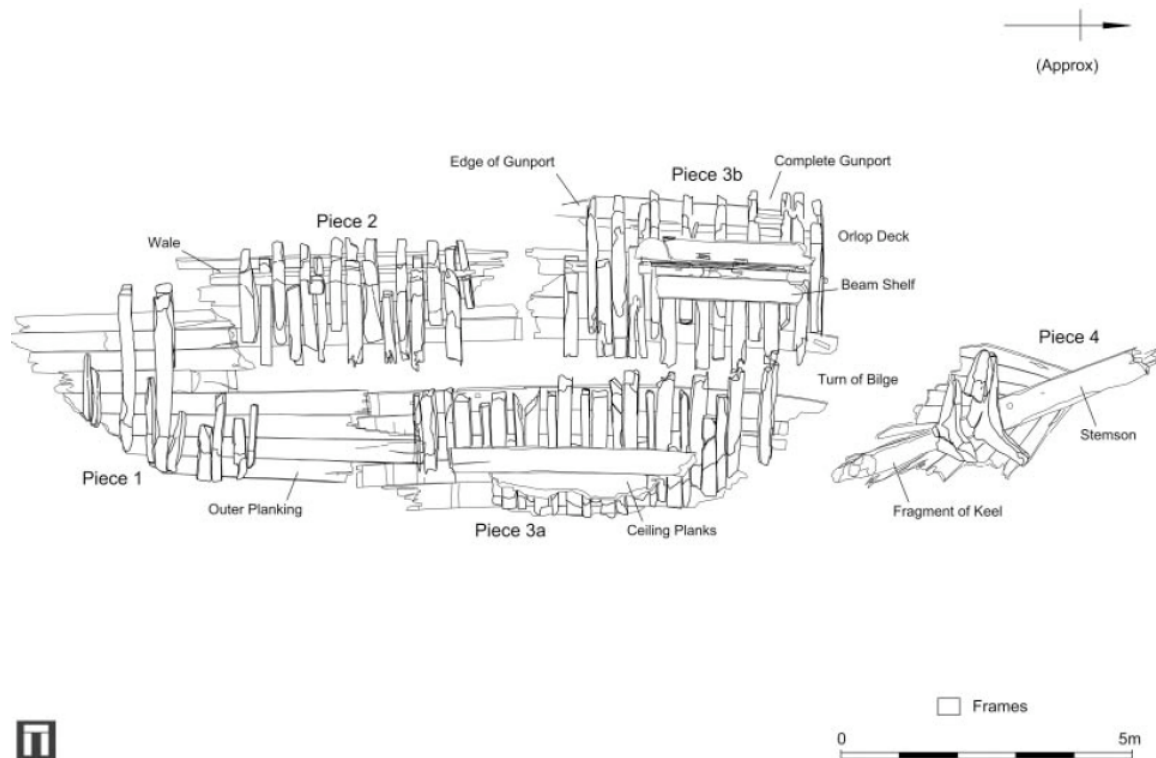 (Approx)
Edge of Gunport
Piece 3b
Complete Gunport
Piece 2
Wale
Orlop Deck
Beam Shelf
Piece 4
Turn of Bilge
Stemson
Piece 1
Outer Planking
Fragment of Keel
Piece 3a
Ceiling Planks
Frames
0
5m